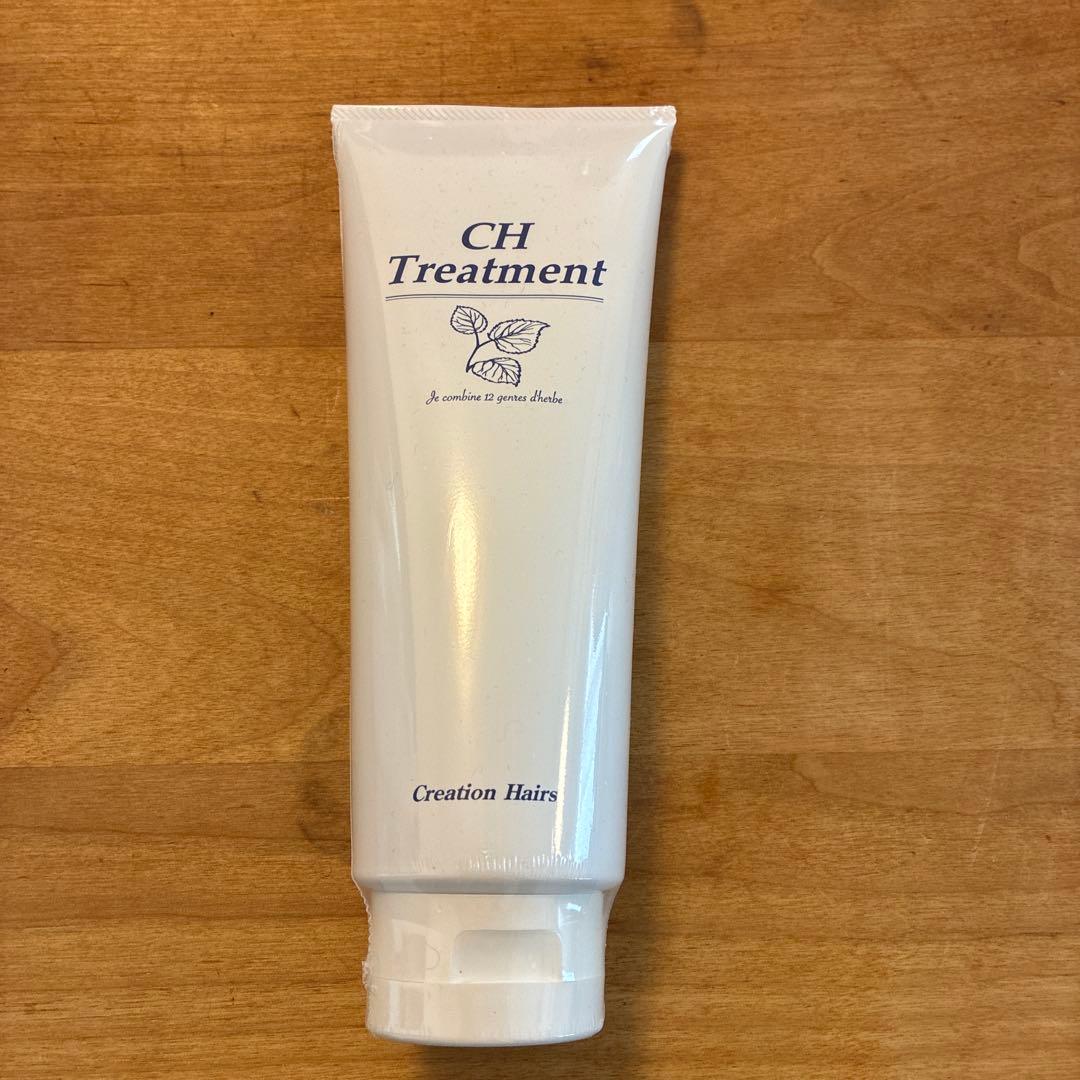 CH
Treatment
Je combine 12 genres d'herbe
Creation Hairs